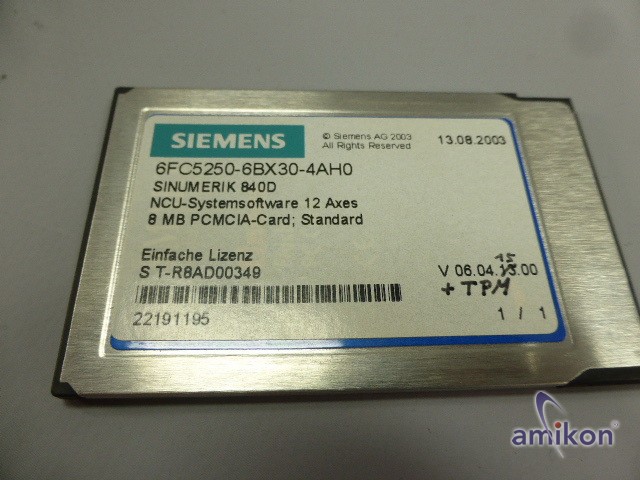 SIEMENS
© Siemens AG 2003
All Rights Reserved
13.08.2003
6FC5250-6BX30-4AH0
SINUMERIK 840D
NCU-Systemsoftware 12 Axes
8 MB PCMCIA-Card; Standard
Einfache Lizenz
S T-R8AD00349
15
V 06.04. .00
+ TPM
22191195
1 / 1
amikon